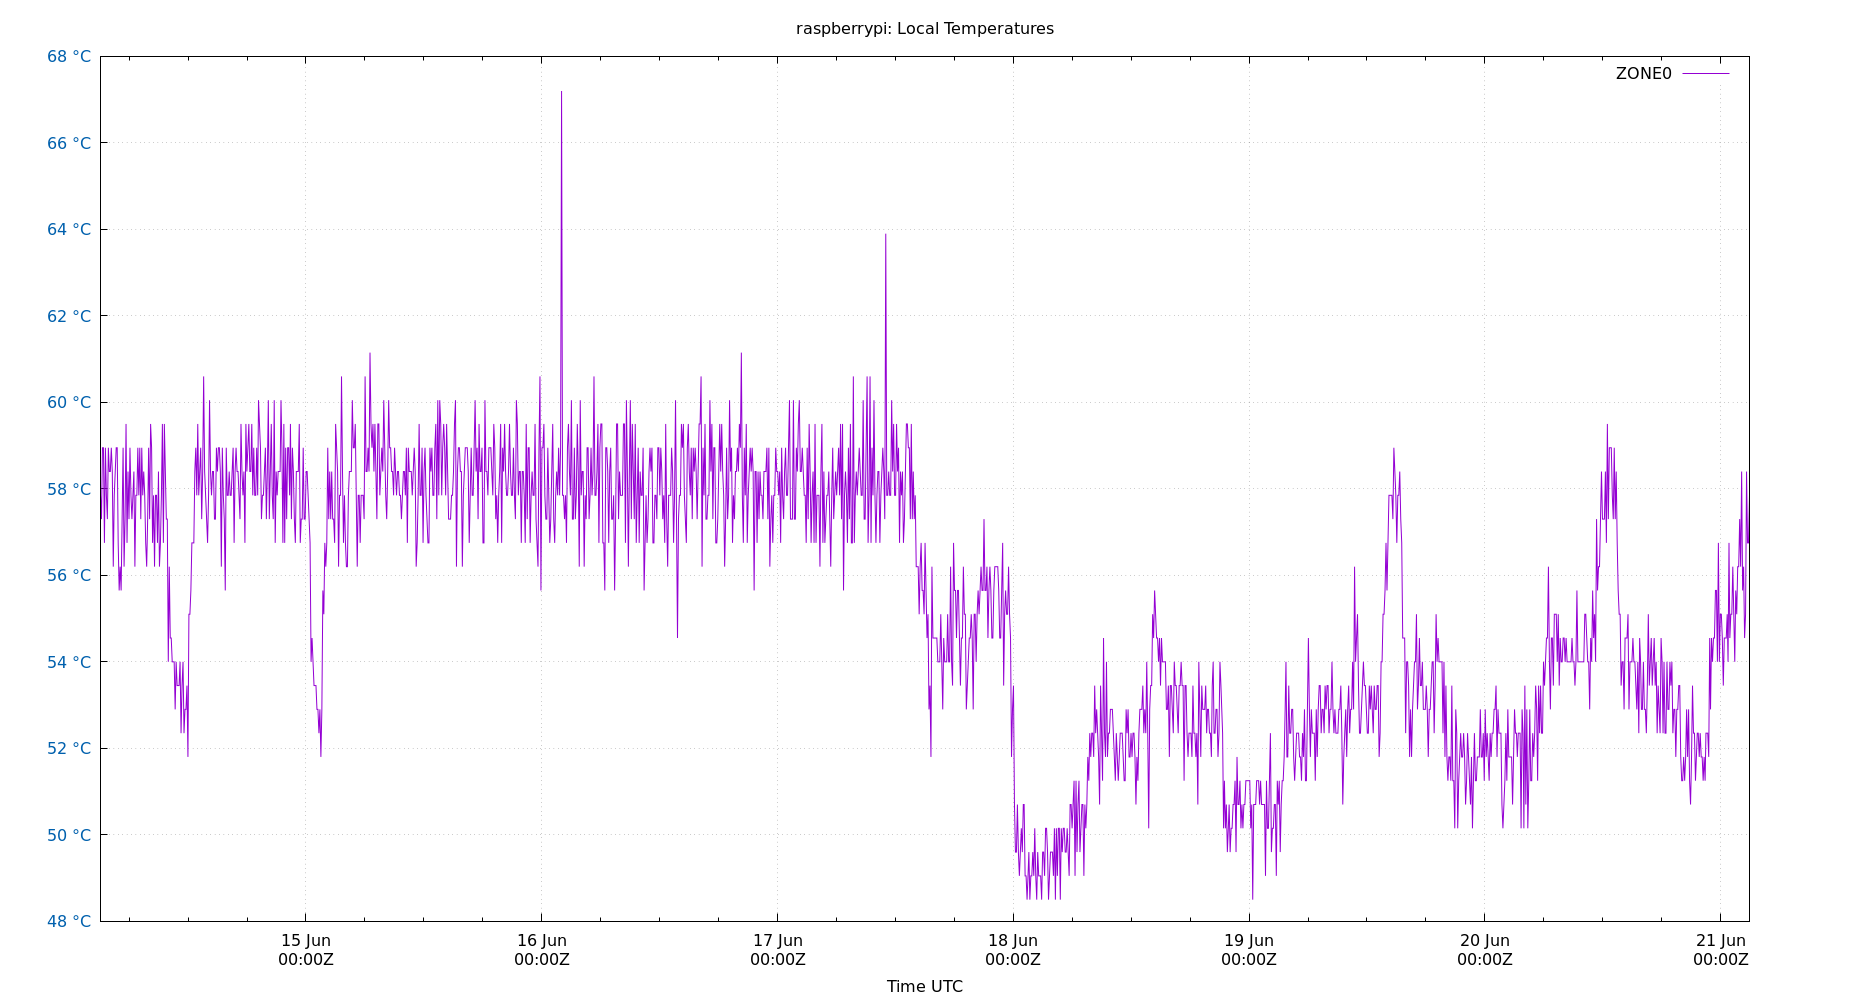 raspberrypi: Local Temperatures
ZONE0
68 °C
66 °C
64 °C
62 °C
60 °C
58 °C
56 °C
54 °C
52 °C
50 °C
48 °C
15 Jun 16 Jun 17 Jun 18 Jun 19 Jun 20 Jun 21 Jun
00:00Z 00:00Z 00:00Z 00:00Z 00:00Z 00:00Z 00:00Z
Time UTC